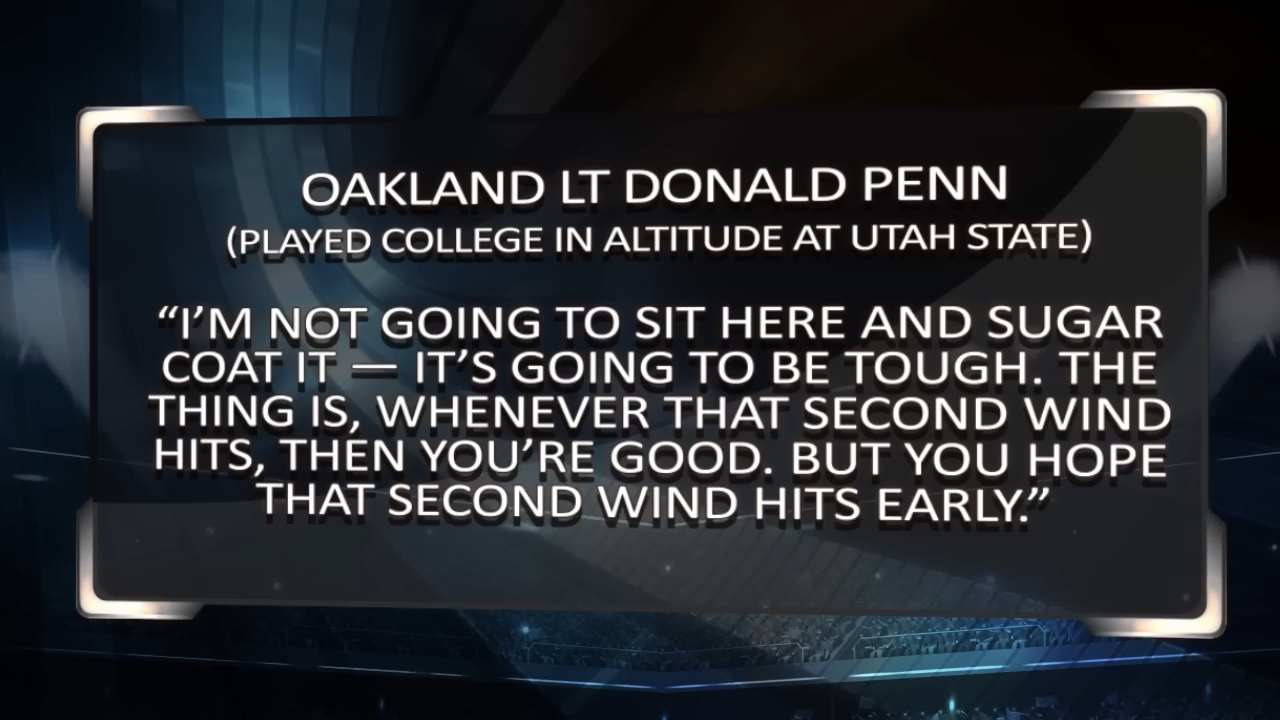 OAKLAND LT DONALD PENN
(PLAYED COLLEGE IN ALTITUDE AT UTAH STATE)
“I’M NOT GOING TO SIT HERE AND SUGAR
COAT IT — IT’S GOING TO BE TOUGH. THE
THING IS, WHENEVER THAT SECOND WIND
HITS, THEN YOU’RE GOOD. BUT YOU HOPE
THAT SECOND WIND HITS EARLY.”